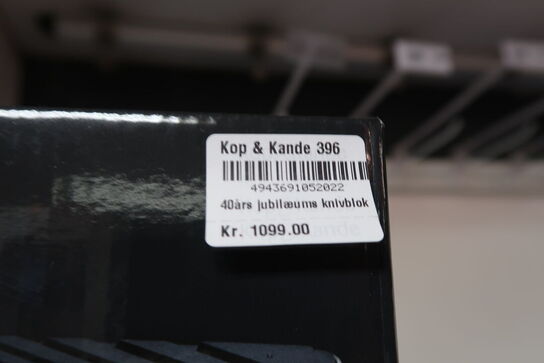 Kop & Kande 396
4943691052022
40års jubilæums knivblok
Kr. 1099.00